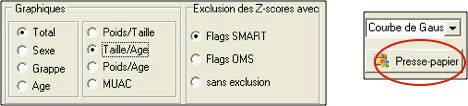 Graphiques
Total
Sexe
Grappe
Age
Poids/Taille
Taille/Age
Poids/Age
MUAC
Exclusion des Z-scores avec
Flags SMART
Flags OMS
sans exclusion
Courbe de Gaus
Presse-papier